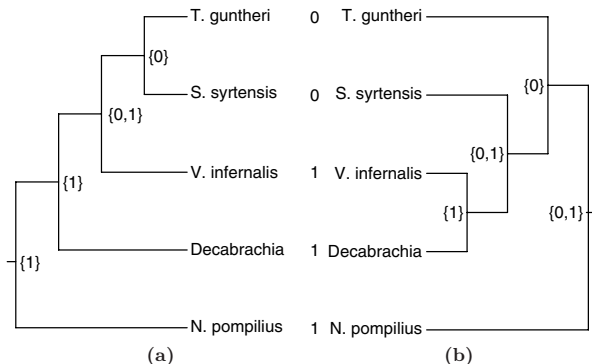 T. guntheri 0 T. guntheri
{0} {0}
S. syrtensis 0 S. syrtensis
{0,1} {0,1}
V. infernalis 1 V. infernalis
{1} {1} {0,1}
Decabrachia 1 Decabrachia
{1}
N. pompilius 1 N. pompilius
(a) (b)